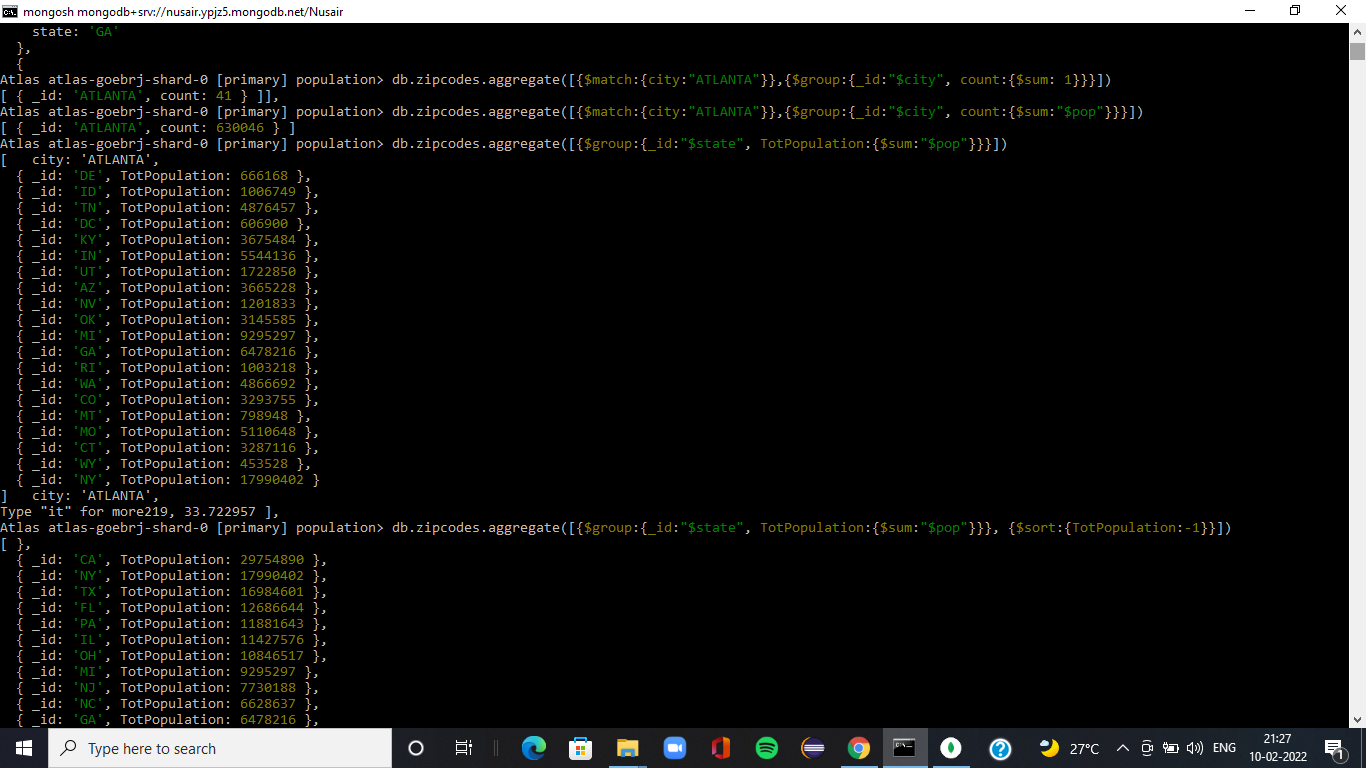 mongosh mongodb+srv://nusair.ypjz5.mongodb.net/Nusair
state: 'GA'
},
{
Atlas atlas-goebrj-shard-0 [primary] population> db.zipcodes.aggregate([{$match:{city:"ATLANTA"}},{$group:{_id:"$city", count:{$sum: 1}}}])
[ { _id: 'ATLANTA', count: 41 } ]],
Atlas atlas-goebrj-shard-0 [primary] population> db.zipcodes.aggregate([{$match:{city:"ATLANTA"}},{$group:{_id:"$city", count:{$sum:"$pop"}}}])
[ { _id: 'ATLANTA', count: 630046 } ]
Atlas atlas-goebrj-shard-0 [primary] population> db.zipcodes.aggregate([{$group:{_id:"$state", TotPopulation:{$sum:"$pop"}}}])
[ city: 'ATLANTA',
{ _id: 'DE', TotPopulation: 666168 },
{ _id: 'ID', TotPopulation: 1006749 },
{ _id: 'TN', TotPopulation: 4876457 },
{ _id: 'DC', TotPopulation: 606900 },
{ _id: 'KY', TotPopulation: 3675484 },
{ _id: 'IN', TotPopulation: 5544136 },
{ _id: 'UT', TotPopulation: 1722850 },
{ _id: 'AZ', TotPopulation: 3665228 },
{ _id: 'NV', TotPopulation: 1201833 },
{ _id: 'OK', TotPopulation: 3145585 },
{ _id: 'MI', TotPopulation: 9295297 },
{ _id: 'GA', TotPopulation: 6478216 },
{ _id: 'RI', TotPopulation: 1003218 },
{ _id: 'WA', TotPopulation: 4866692 },
{ _id: 'CO', TotPopulation: 3293755 },
{ _id: 'MT', TotPopulation: 798948 },
{ _id: 'MO', TotPopulation: 5110648 },
{ _id: 'CT', TotPopulation: 3287116 },
{ _id: 'WY', TotPopulation: 453528 },
{ _id: 'NY', TotPopulation: 17990402 }
] city: 'ATLANTA',
Type "it" for more219, 33.722957 ],
Atlas atlas-goebrj-shard-0 [primary] population> db.zipcodes.aggregate([{$group:{_id:"$state", TotPopulation:{$sum:"$pop"}}}, {$sort:{TotPopulation:-1}}])
[ },
{ _id: 'CA', TotPopulation: 29754890 },
{ _id: 'NY', TotPopulation: 17990402 },
{ _id: 'TX', TotPopulation: 16984601 },
{ _id: 'FL', TotPopulation: 12686644 },
{ _id: 'PA', TotPopulation: 11881643 },
{ _id: 'IL', TotPopulation: 11427576 },
{ _id: 'OH', TotPopulation: 10846517 },
{ _id: 'MI', TotPopulation: 9295297 },
{ _id: 'NJ', TotPopulation: 7730188 },
{ _id: 'NC', TotPopulation: 6628637 },
{ _id: 'GA', TotPopulation: 6478216 },
Type here to search
27°C
ENG
21:27
10-02-2022
1